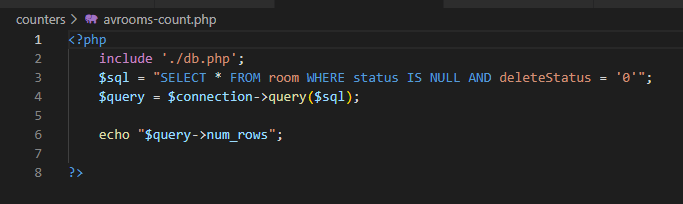 counters > avrooms-count.php
1 <?php
2 include './db.php';
3 $sql = "SELECT * FROM room WHERE status IS NULL AND deleteStatus = '0'";
4 $query = $connection->query($sql);
5
6 echo "$query->num_rows";
7
8 ?>